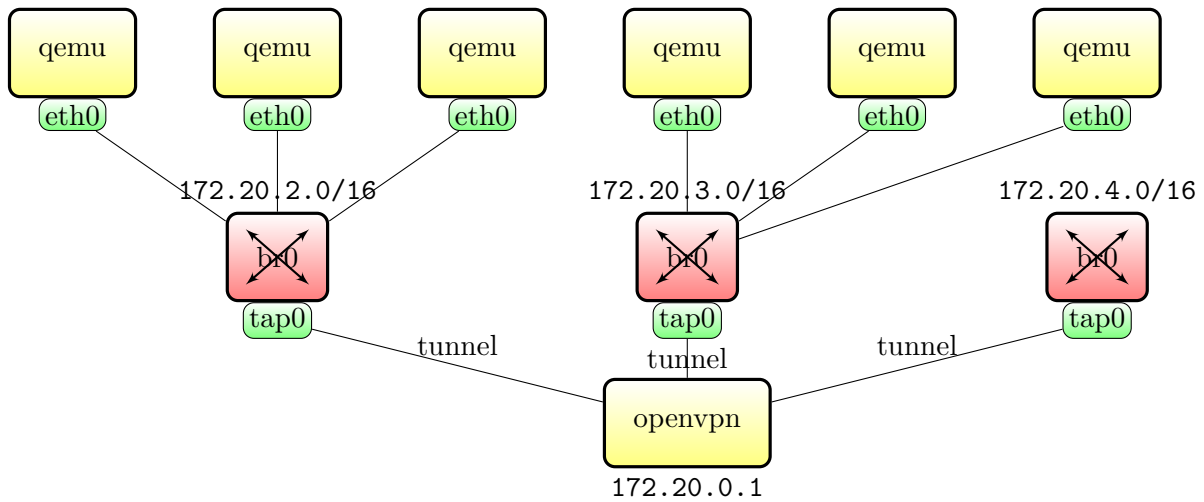 qemu
qemu
qemu
qemu
qemu
qemu
eth0
eth0
eth0
eth0
eth0
eth0
172.20.2.0/16
172.20.3.0/16
172.20.4.0/16
br0
br0
br0
tap0
tap0
tap0
tunnel
tunnel
tunnel
openvpn
172.20.0.1